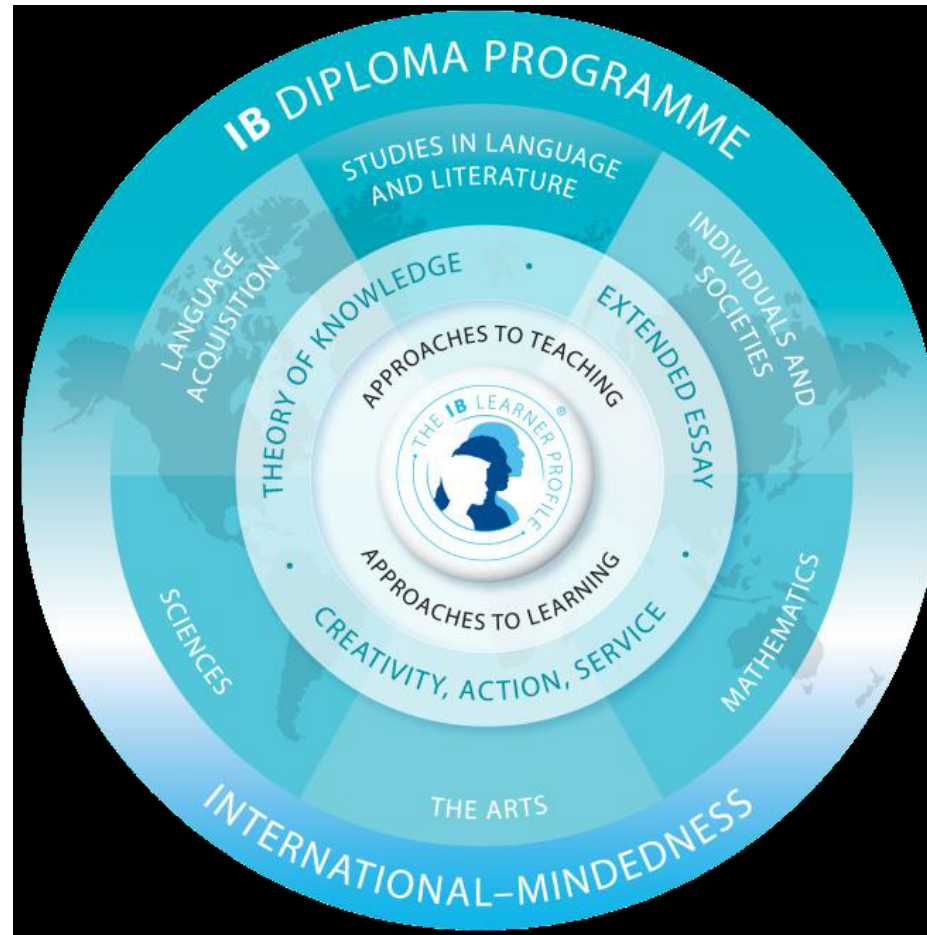 IB DIPLOMA PROGRAMME
STUDIES IN LANGUAGE
AND LITERATURE
LANGUAGE
ACQUISITION
INDIVIDUALS AND
SOCIETIES
THEORY OF KNOWLEDGE
EXTENDED ESSAY
APPROACHES TO TEACHING
THE IB LEARNER PROFILE
®
APPROACHES TO LEARNING
CREATIVITY, ACTION, SERVICE
SCIENCES
MATHEMATICS
THE ARTS
INTERNATIONAL–MINDEDNESS